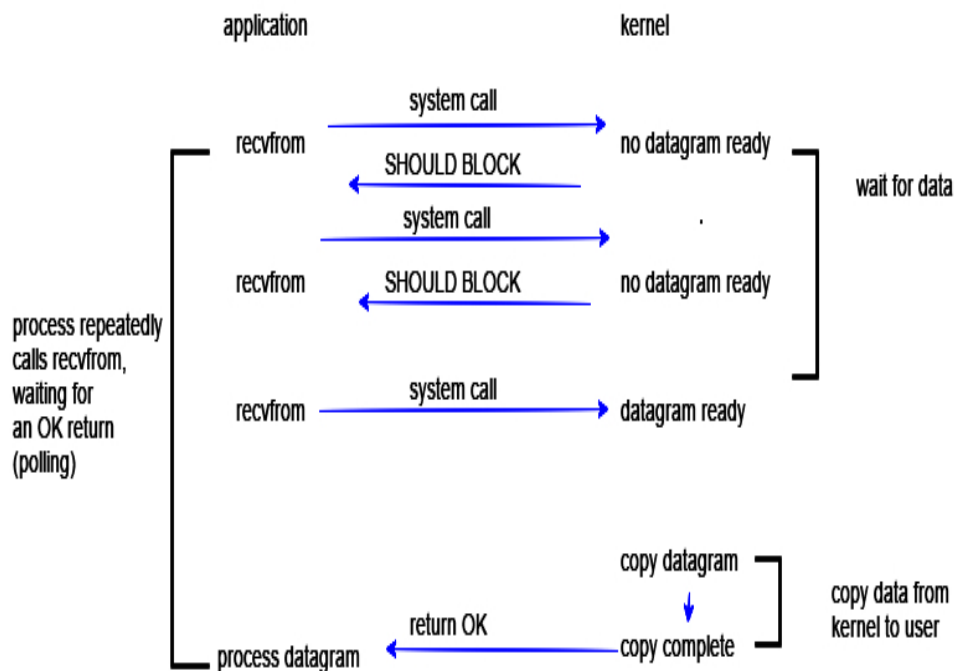 application
kernel
system call
recvfrom
no datagram ready
SHOULD BLOCK
wait for data
system call
recvfrom
SHOULD BLOCK
no datagram ready
process repeatedly
calls recvfrom,
waiting for
an OK return
(polling)
system call
recvfrom
datagram ready
copy datagram
copy data from
kernel to user
return OK
copy complete
process datagram